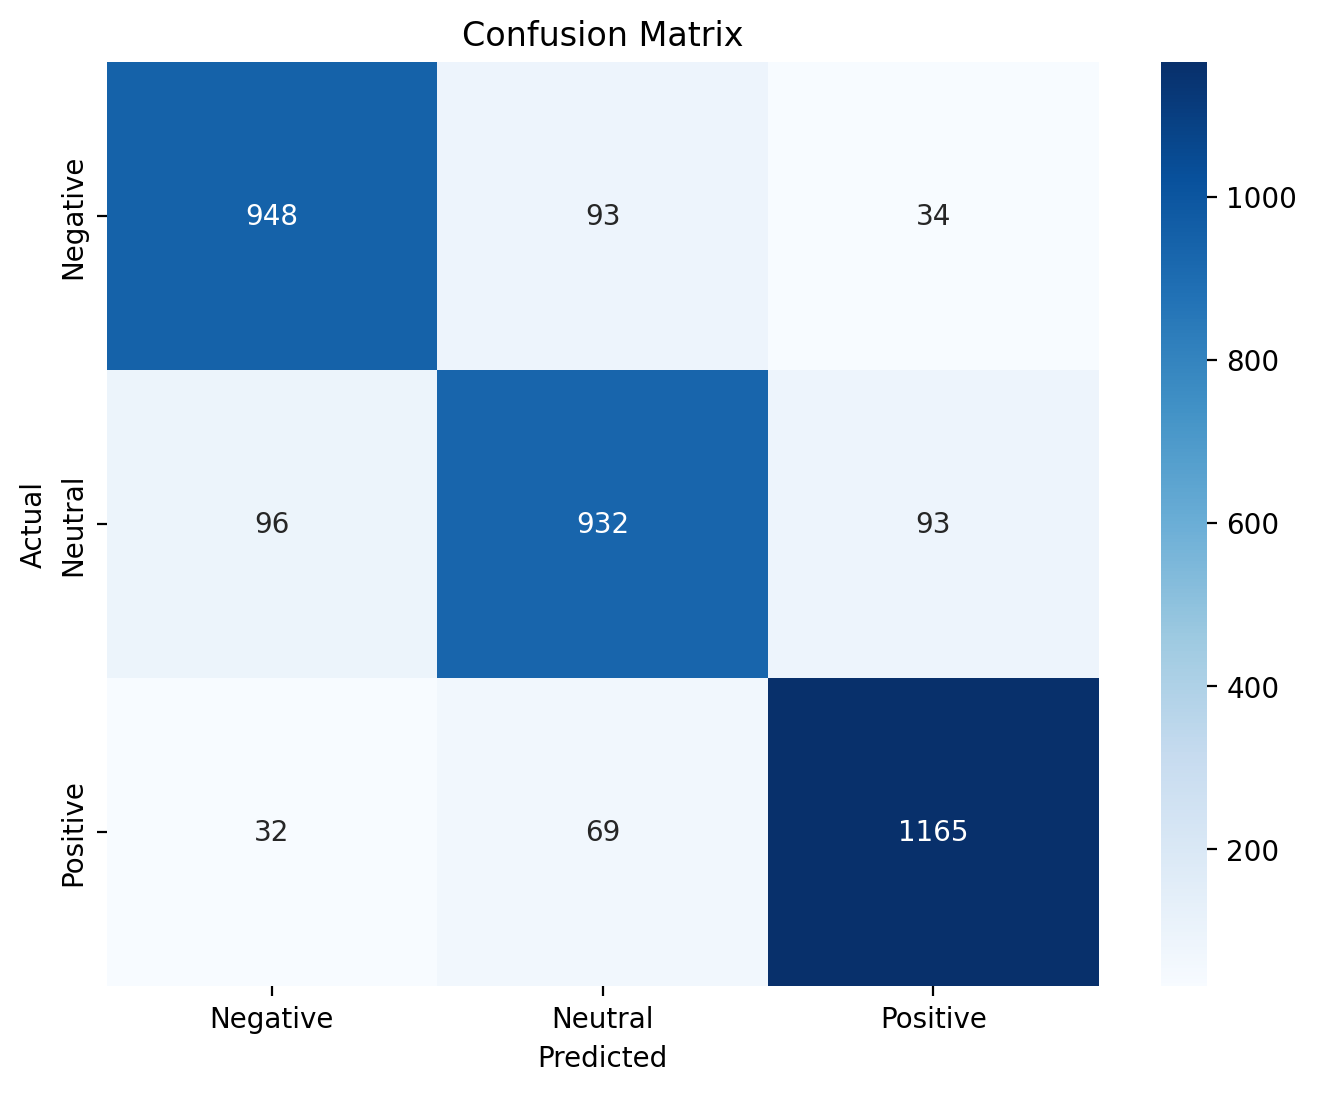 Confusion Matrix
Actual
Negative
948
93
34
Neutral
96
932
93
Positive
32
69
1165
Negative
Neutral
Positive
Predicted
1000
800
600
400
200